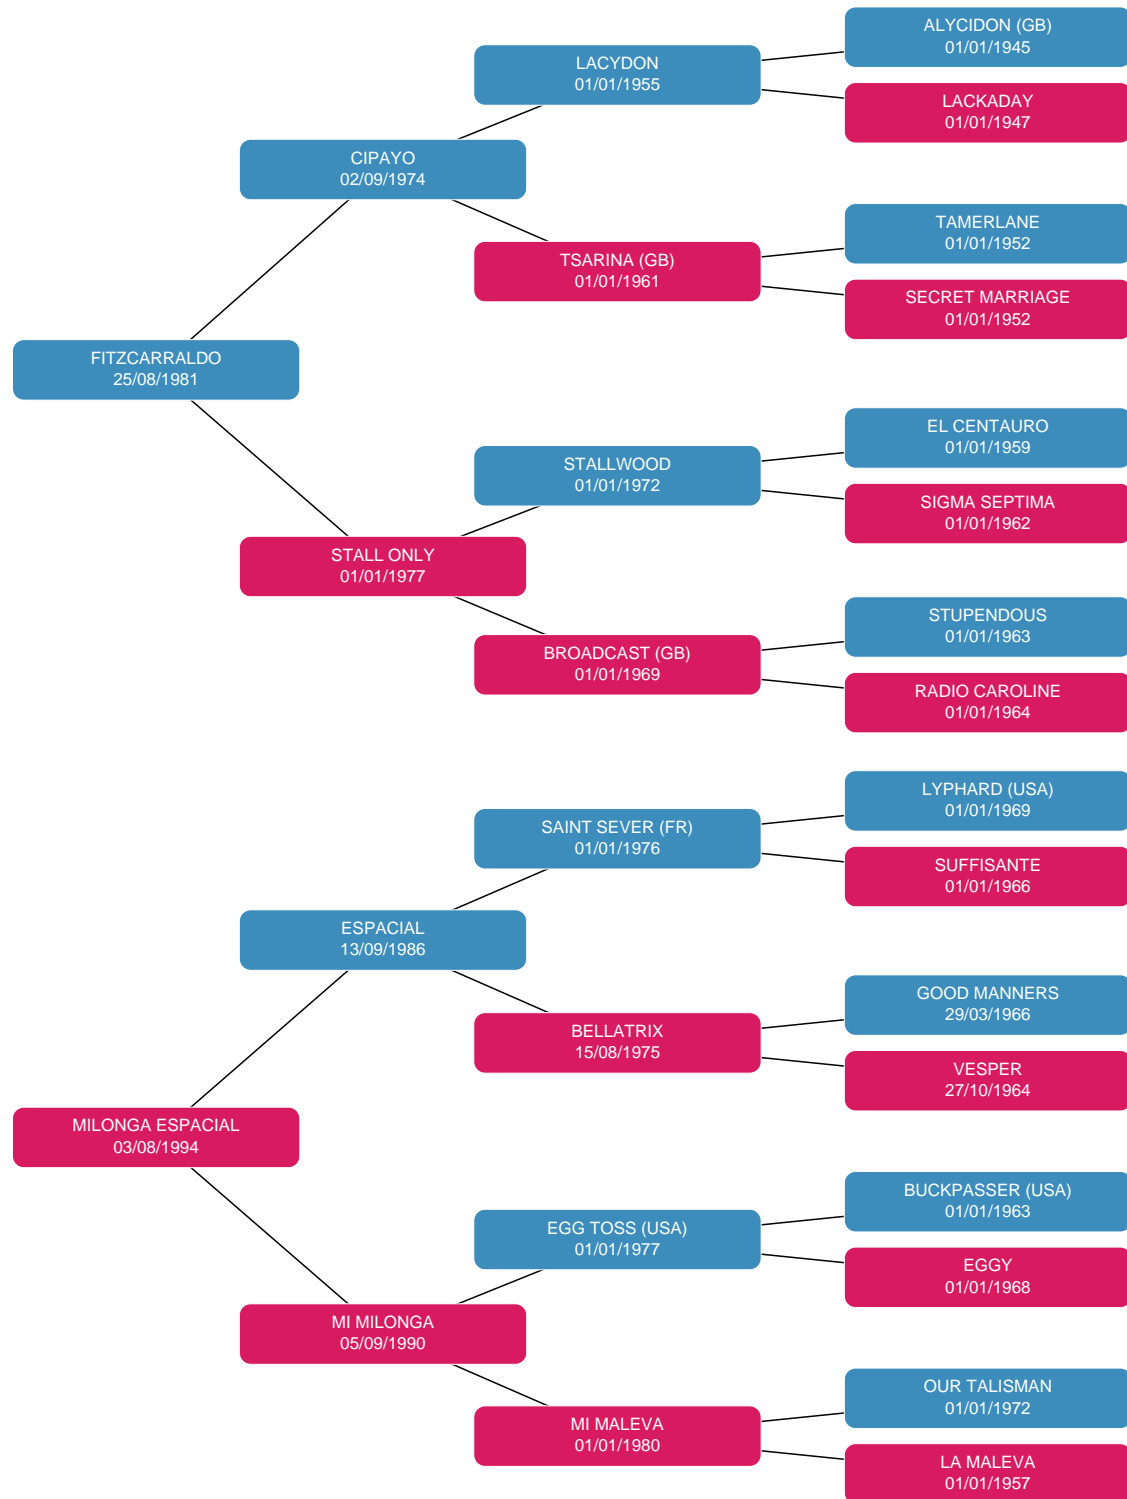 ALYCIDON (GB)
01/01/1945
LACYDON
01/01/1955
LACKADAY
01/01/1947
CIPAYO
02/09/1974
TAMERLANE
01/01/1952
TSARINA (GB)
01/01/1961
SECRET MARRIAGE
01/01/1952
FITZCARRALDO
25/08/1981
EL CENTAURO
01/01/1959
STALLWOOD
01/01/1972
SIGMA SEPTIMA
01/01/1962
STALL ONLY
01/01/1977
STUPENDOUS
01/01/1963
BROADCAST (GB)
01/01/1969
RADIO CAROLINE
01/01/1964
LYPHARD (USA)
01/01/1969
SAINT SEVER (FR)
01/01/1976
SUFFISANTE
01/01/1966
ESPACIAL
13/09/1986
GOOD MANNERS
29/03/1966
BELLATRIX
15/08/1975
VESPER
27/10/1964
MILONGA ESPACIAL
03/08/1994
BUCKPASSER (USA)
01/01/1963
EGG TOSS (USA)
01/01/1977
EGGY
01/01/1968
MI MILONGA
05/09/1990
OUR TALISMAN
01/01/1972
MI MALEVA
01/01/1980
LA MALEVA
01/01/1957